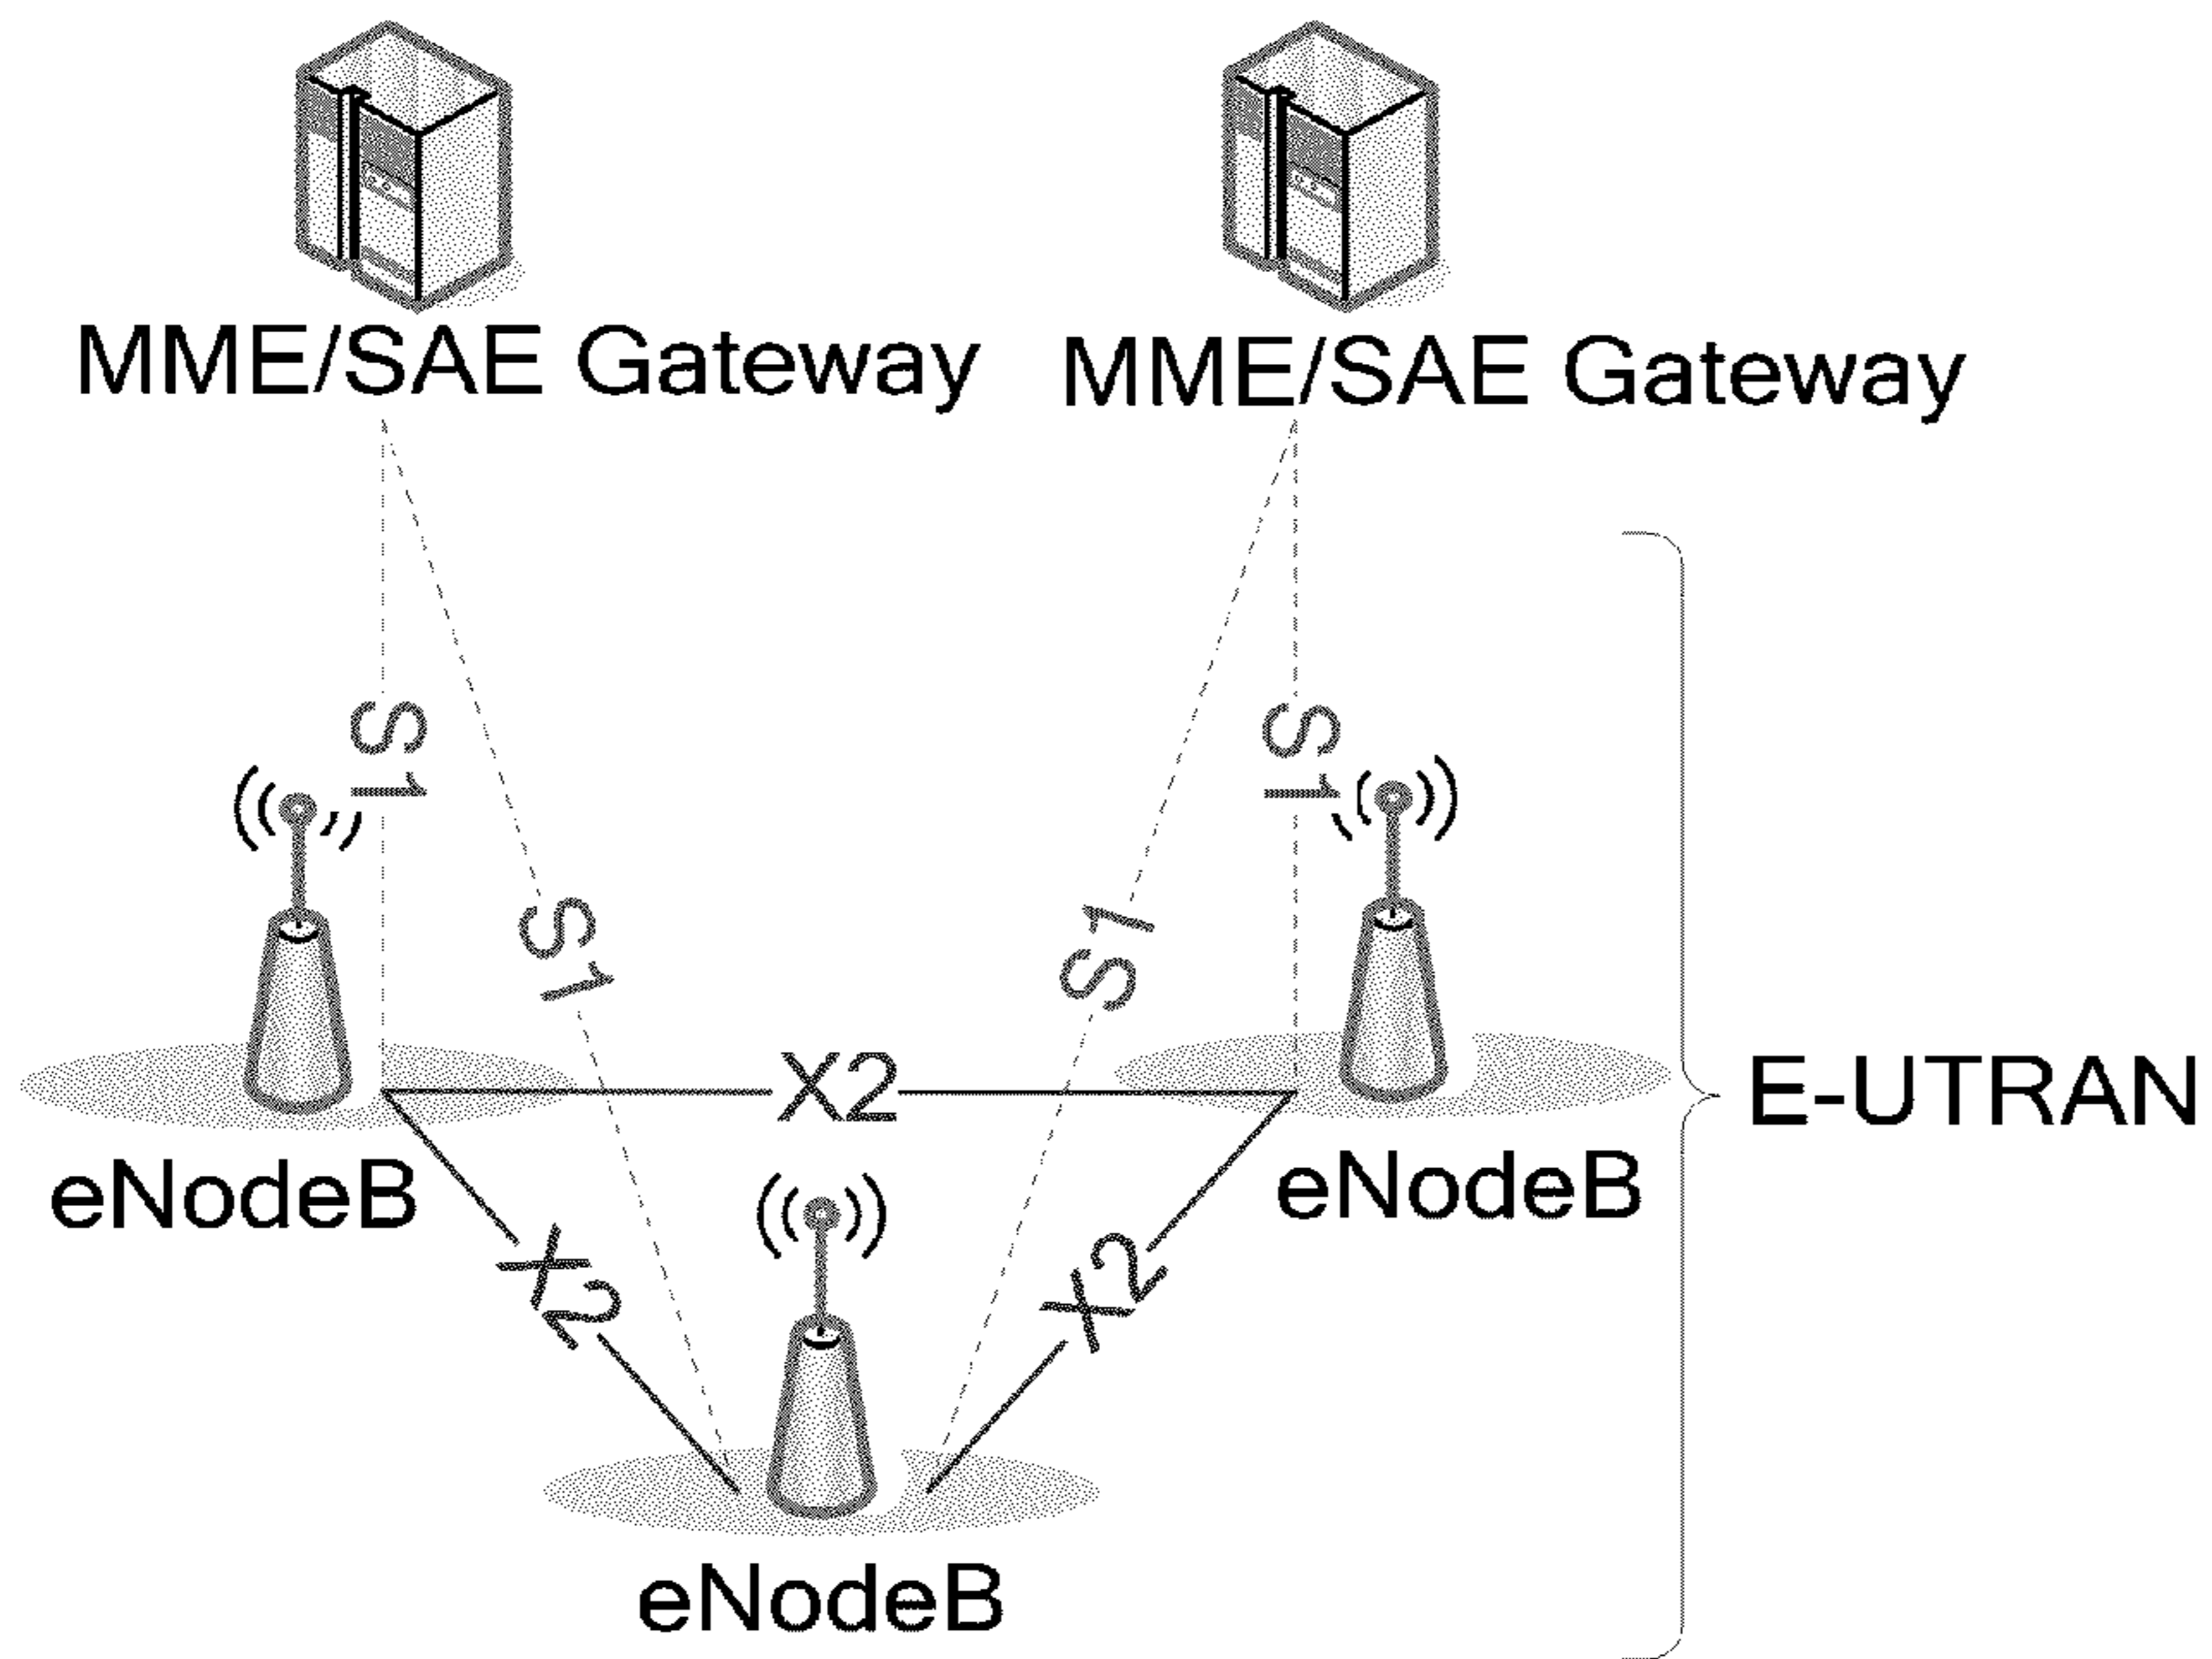 MME/SAE Gateway
MME/SAE Gateway
S1
S1
S1
S1
X2
E-UTRAN
eNodeB
eNodeB
X2
X2
eNodeB